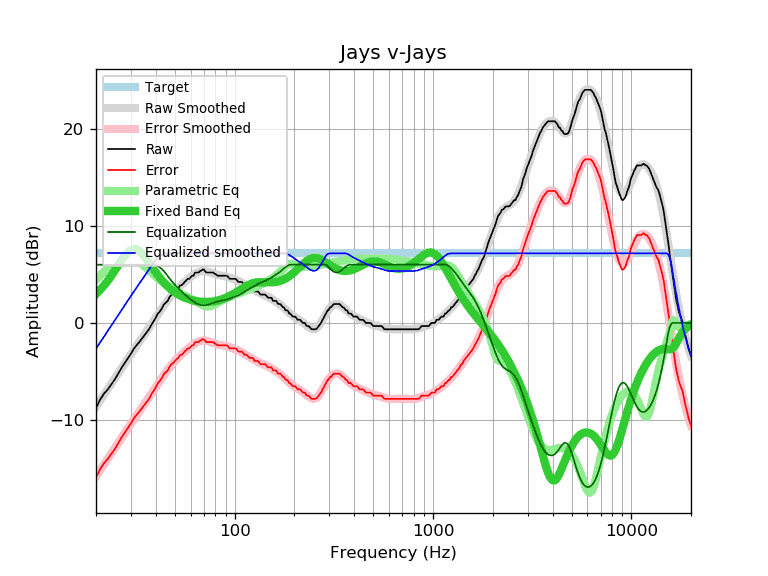 Jays v-Jays
Target
Raw Smoothed
Error Smoothed
Raw
Error
Parametric Eq
Fixed Band Eq
Equalization
Equalized smoothed
20
10
0
−10
Amplitude (dBr)
100
1000
10000
Frequency (Hz)